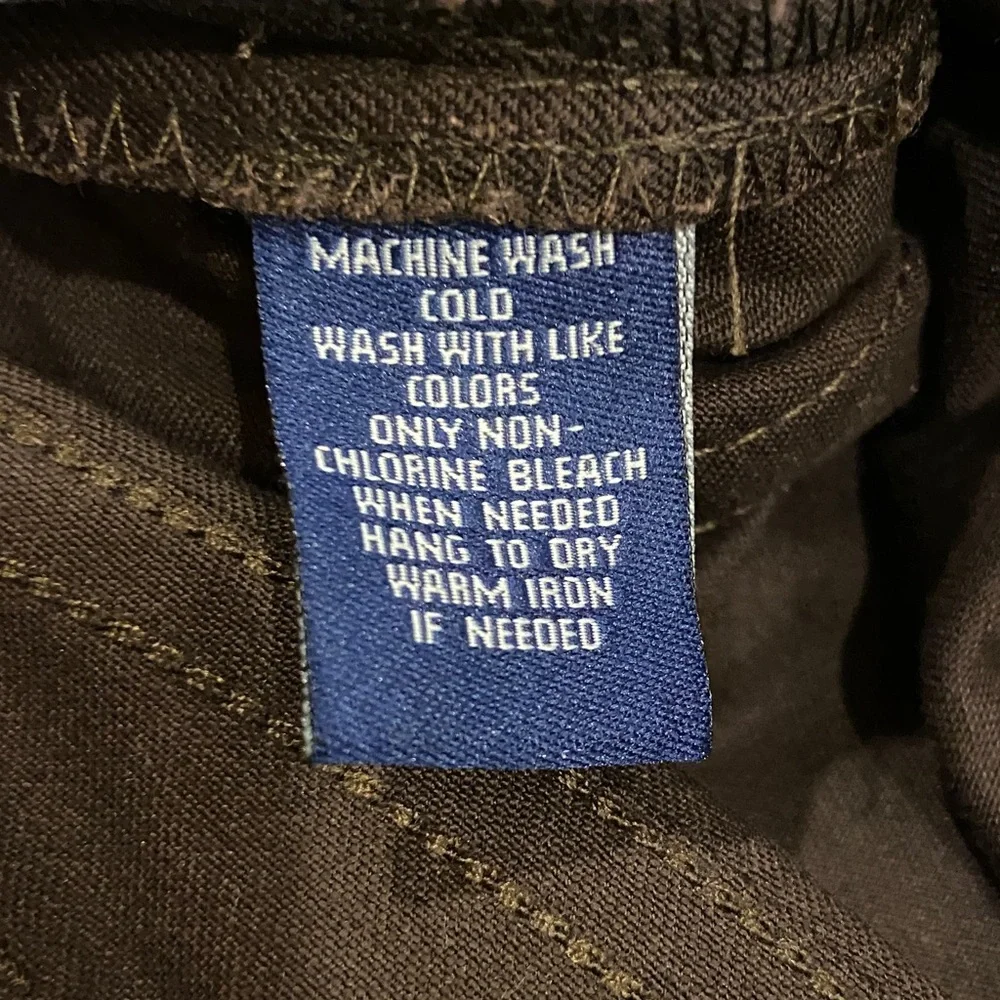 MACHINE WASH
COLD
WASH WITH LIKE
COLORS
ONLY NON-
CHLORINE BLEACH
WHEN NEEDED
HANG TO DRY
WARM IRON
IF NEEDED